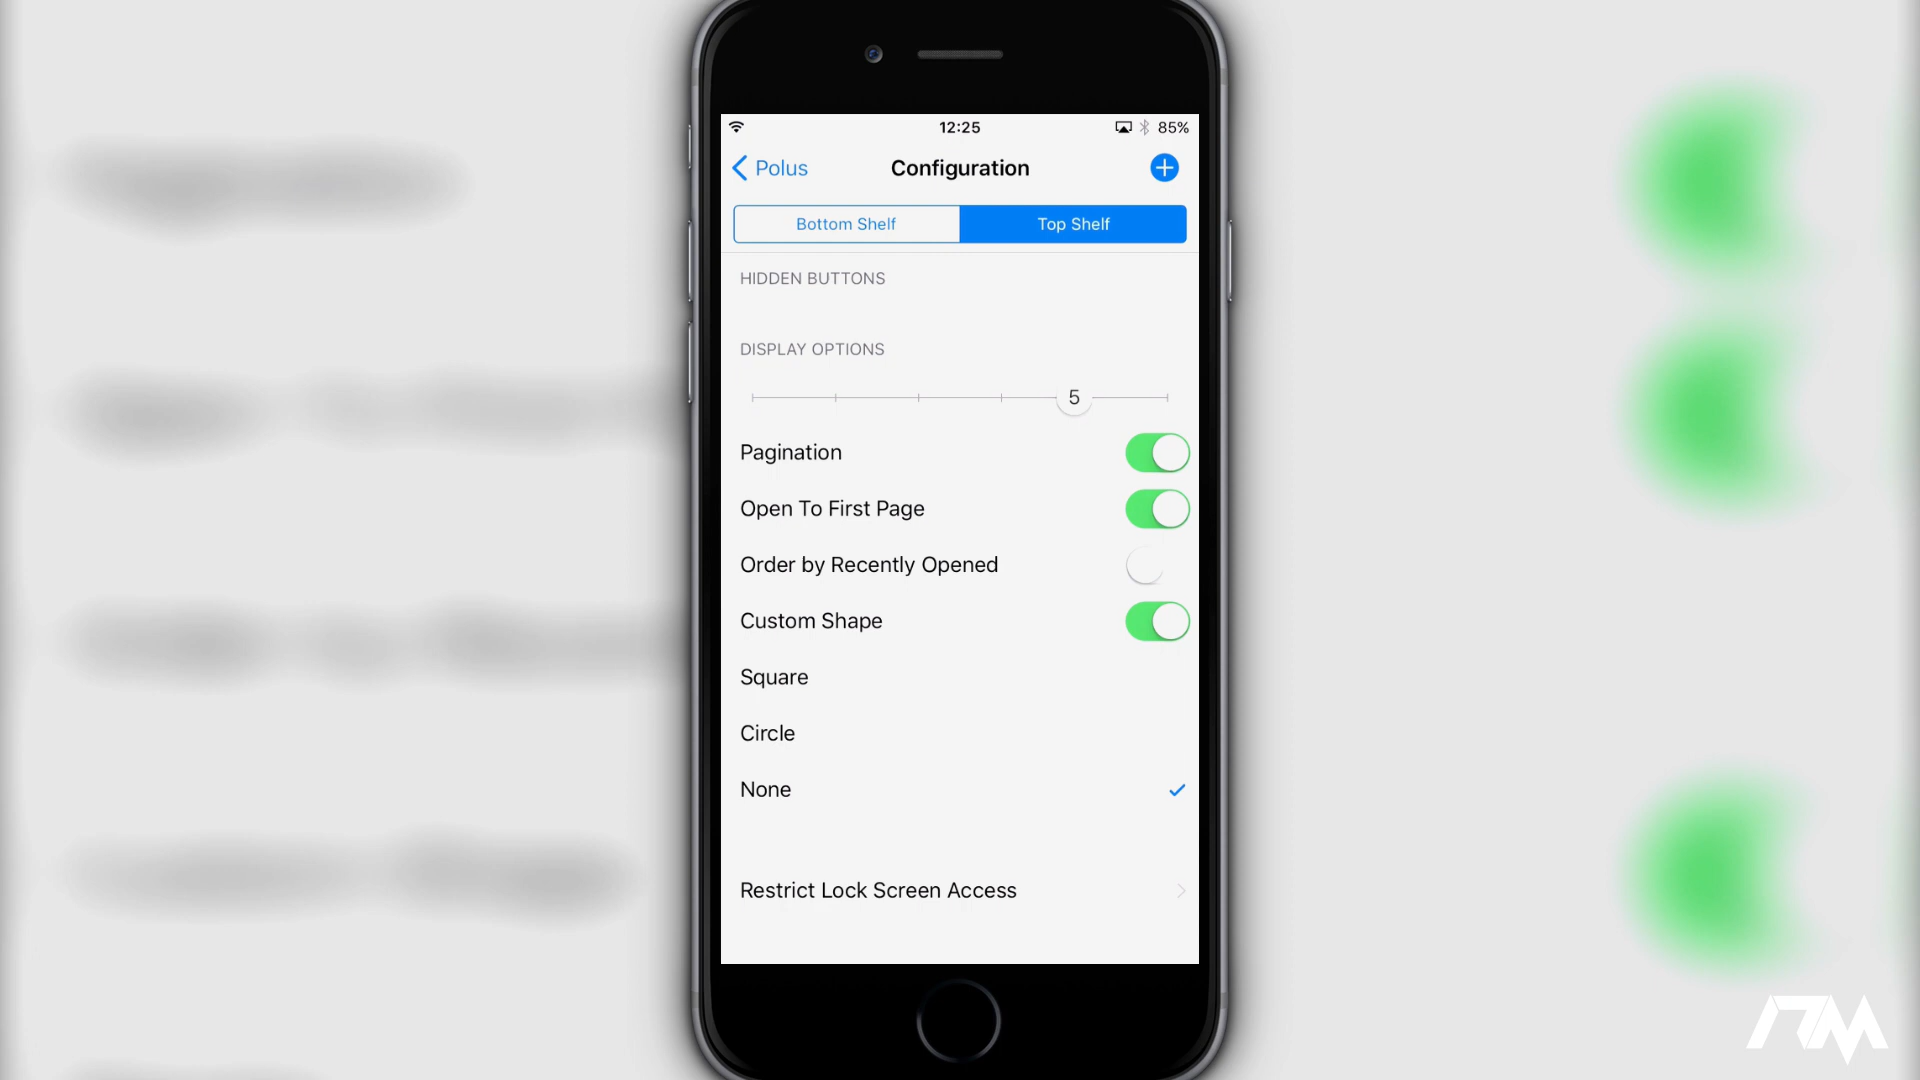 12:25
85%
Polus
Configuration
Bottom Shelf
Top Shelf
HIDDEN BUTTONS
DISPLAY OPTIONS
5
Pagination
Open To First Page
Order by Recently Opened
Custom Shape
Square
Circle
None
Restrict Lock Screen Access